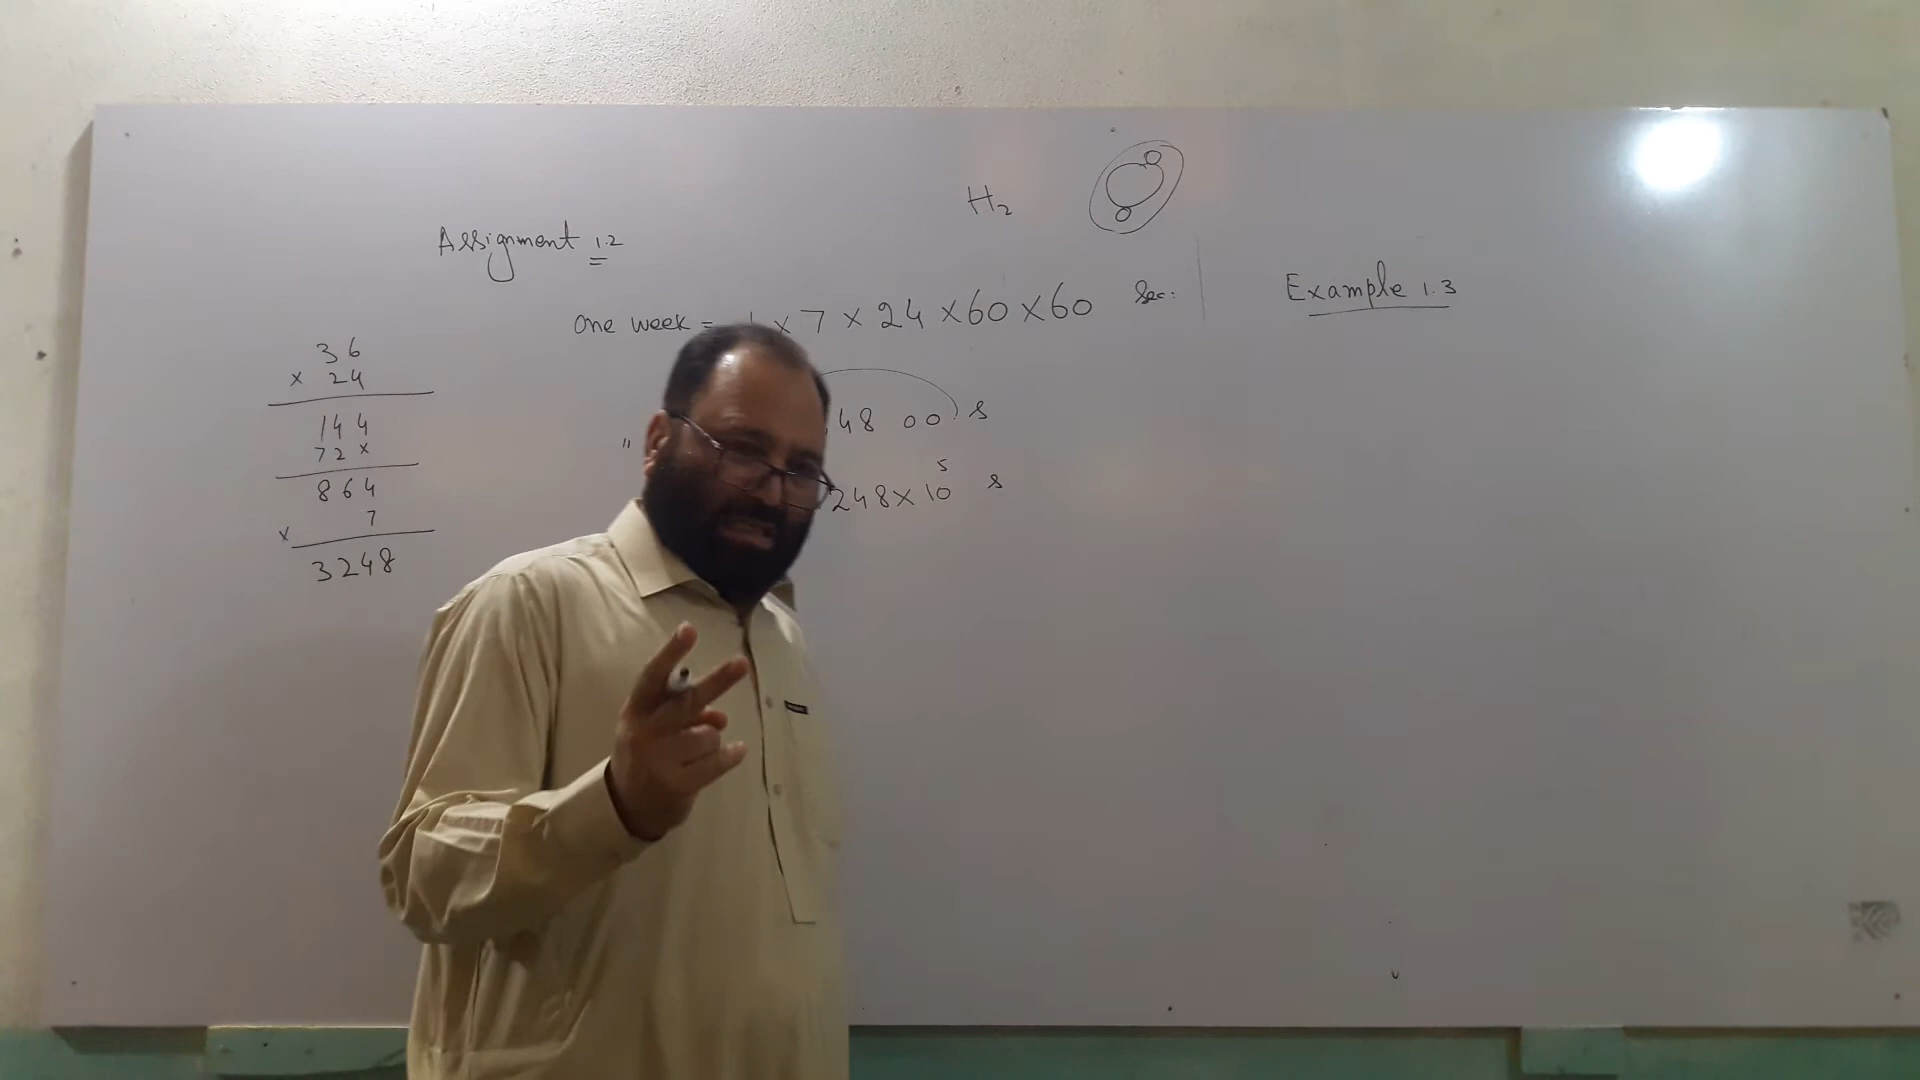 H₂
Assignment 1.2
one week = 1 x 7 x 24 x 60 x 60 Sec:
Example 1.3
36
x 24
144
72x
864
x 7
3248
" 48 00 s
248 x 10⁵ s